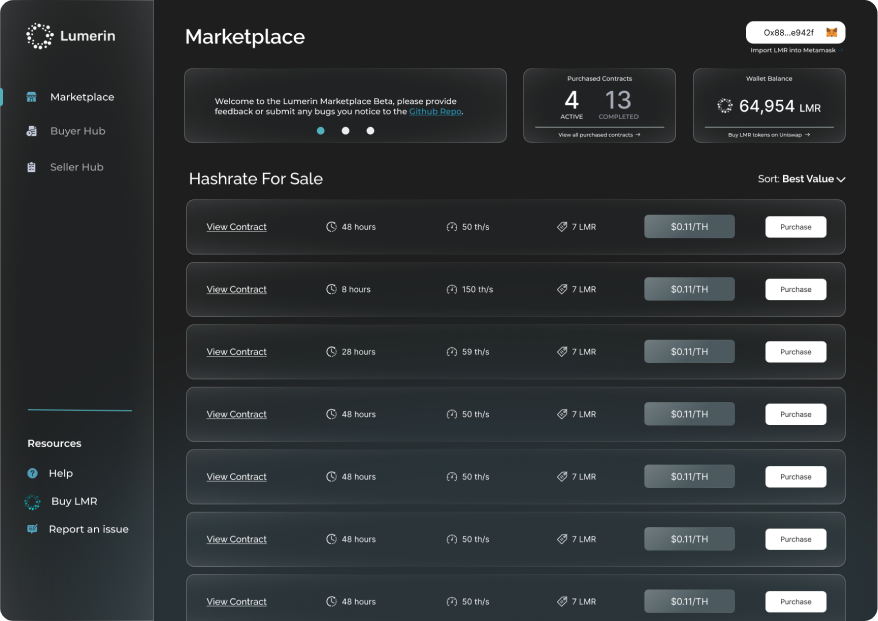 Lumerin
Marketplace
Buyer Hub
Seller Hub
Resources
Help
Buy LMR
Report an issue
Marketplace
0x88...e942f
Import LMR into Metamask
Welcome to the Lumerin Marketplace Beta, please provide
feedback or submit any bugs you notice to the Github Repo.
Purchased Contracts
4 13
ACTIVE COMPLETED
View all purchased contracts →
Wallet Balance
64,954 LMR
Buy LMR tokens on Uniswap →
Hashrate For Sale
Sort: Best Value
View Contract 48 hours 50 th/s 7 LMR $0.11/TH Purchase
View Contract 8 hours 150 th/s 7 LMR $0.11/TH Purchase
View Contract 28 hours 59 th/s 7 LMR $0.11/TH Purchase
View Contract 48 hours 50 th/s 7 LMR $0.11/TH Purchase
View Contract 48 hours 50 th/s 7 LMR $0.11/TH Purchase
View Contract 48 hours 50 th/s 7 LMR $0.11/TH Purchase
View Contract 48 hours 50 th/s 7 LMR $0.11/TH Purchase